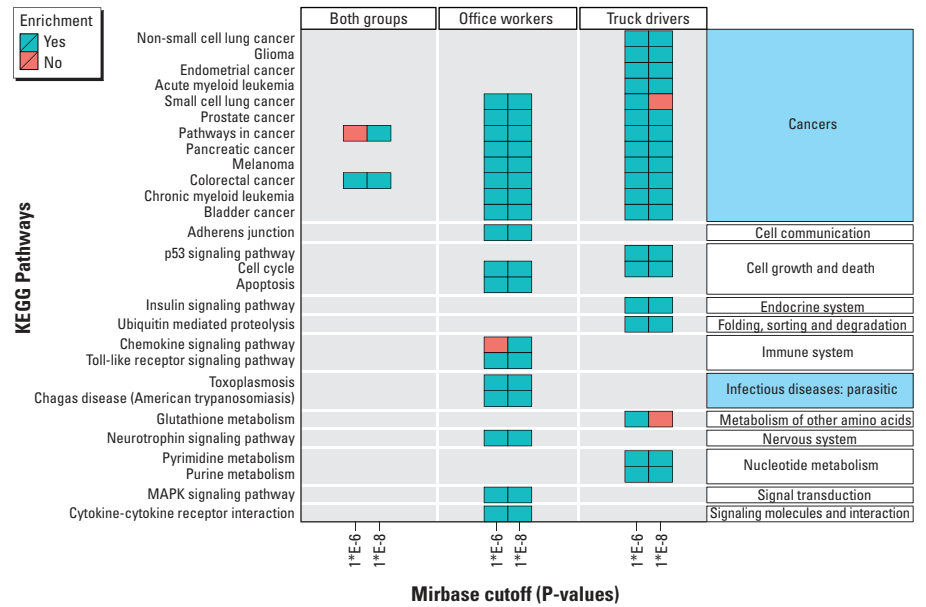 Enrichment
Yes
No
Both groups
Office workers
Truck drivers
KEGG Pathways
Non-small cell lung cancer
Glioma
Endometrial cancer
Acute myeloid leukemia
Small cell lung cancer
Prostate cancer
Pathways in cancer
Pancreatic cancer
Melanoma
Colorectal cancer
Chronic myeloid leukemia
Bladder cancer
Cancers
Adherens junction
Cell communication
p53 signaling pathway
Cell cycle
Apoptosis
Cell growth and death
Insulin signaling pathway
Endocrine system
Ubiquitin mediated proteolysis
Folding, sorting and degradation
Chemokine signaling pathway
Toll-like receptor signaling pathway
Immune system
Toxoplasmosis
Chagas disease (American trypanosomiasis)
Infectious diseases: parasitic
Glutathione metabolism
Metabolism of other amino acids
Neurotrophin signaling pathway
Nervous system
Pyrimidine metabolism
Purine metabolism
Nucleotide metabolism
MAPK signaling pathway
Signal transduction
Cytokine-cytokine receptor interaction
Signaling molecules and interaction
1*E-6
1*E-8
1*E-6
1*E-8
1*E-6
1*E-8
Mirbase cutoff (P-values)